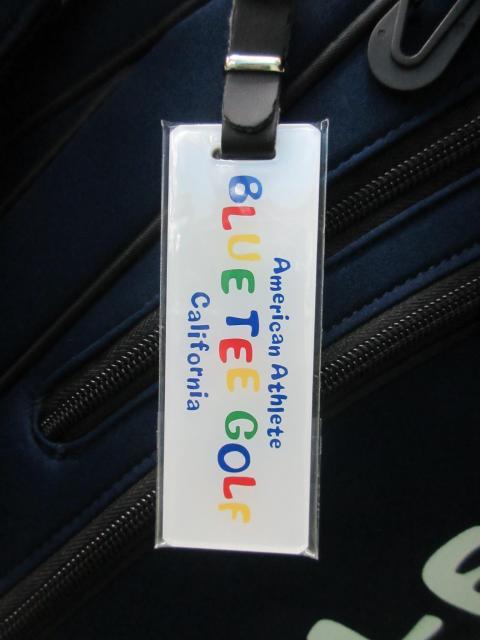 American Athlete
BLUE TEE GOLF
California